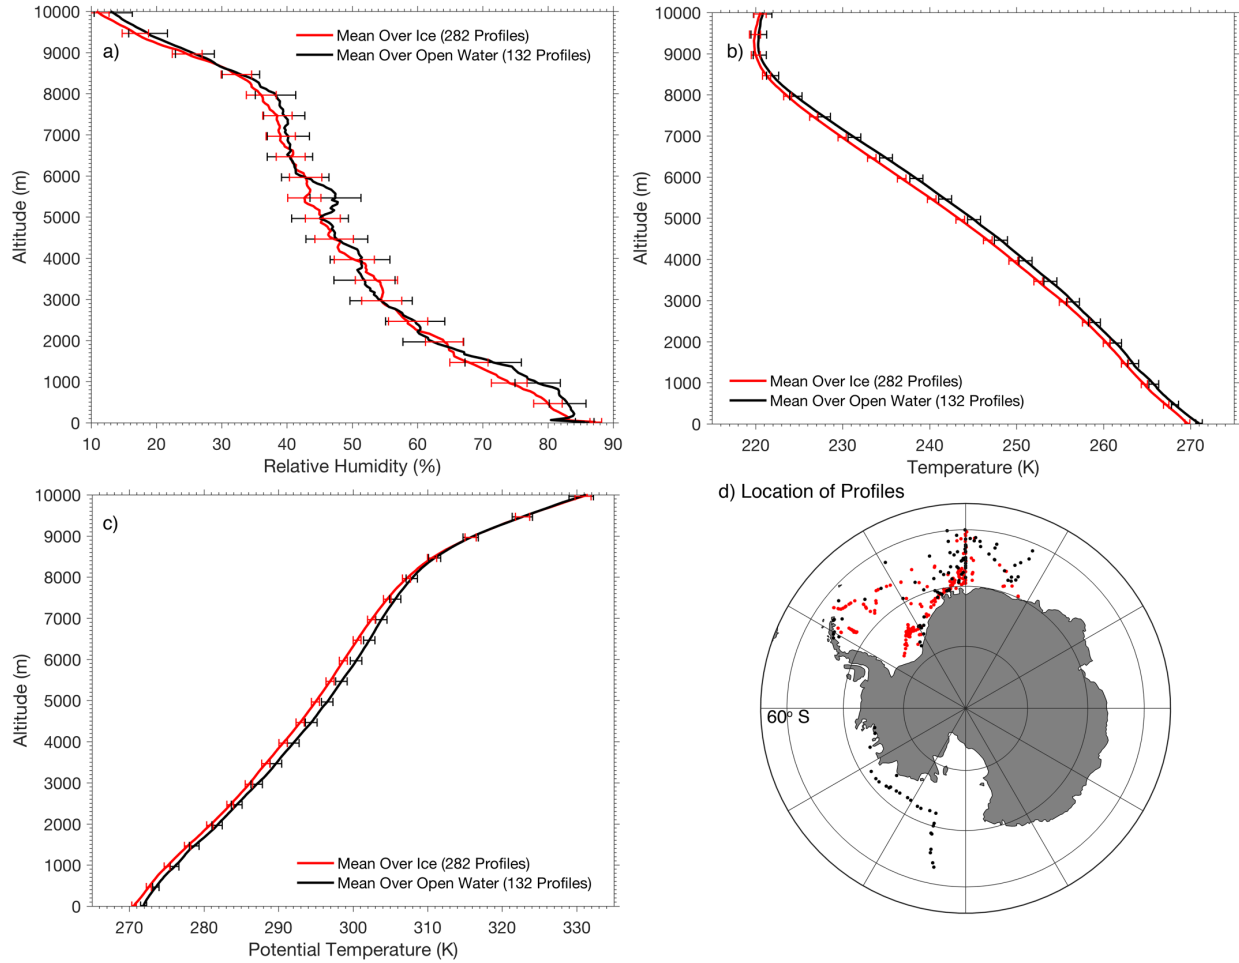 10000
9000
8000
7000
6000
5000
4000
3000
2000
1000
0
Altitude (m)
a)
Mean Over Ice (282 Profiles)
Mean Over Open Water (132 Profiles)
10 20 30 40 50 60 70 80 90
Relative Humidity (%)
10000
9000
8000
7000
6000
5000
4000
3000
2000
1000
0
Altitude (m)
b)
Mean Over Ice (282 Profiles)
Mean Over Open Water (132 Profiles)
220 230 240 250 260 270
Temperature (K)
10000
9000
8000
7000
6000
5000
4000
3000
2000
1000
0
Altitude (m)
c)
Mean Over Ice (282 Profiles)
Mean Over Open Water (132 Profiles)
270 280 290 300 310 320 330
Potential Temperature (K)
d) Location of Profiles
60° S